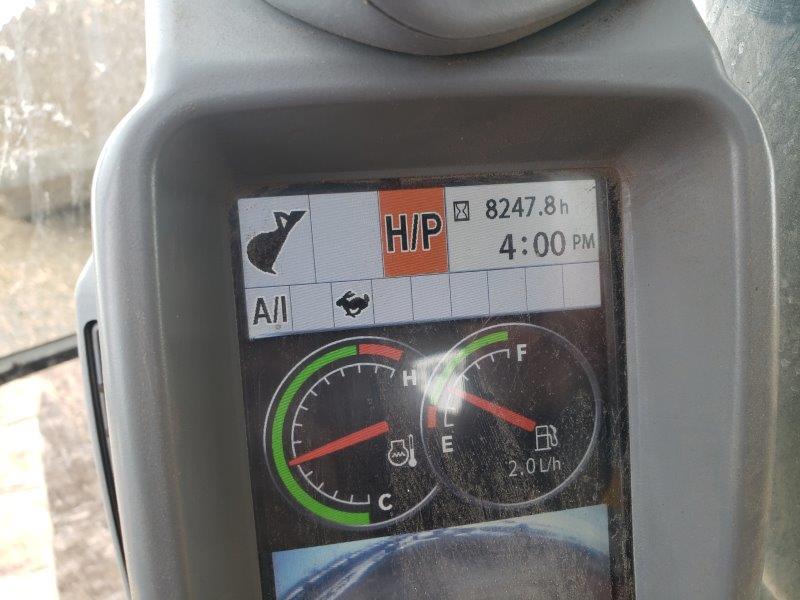 H/P
8247.8 h
4:00 PM
A/I
H
F
E
C
2.0 L/h